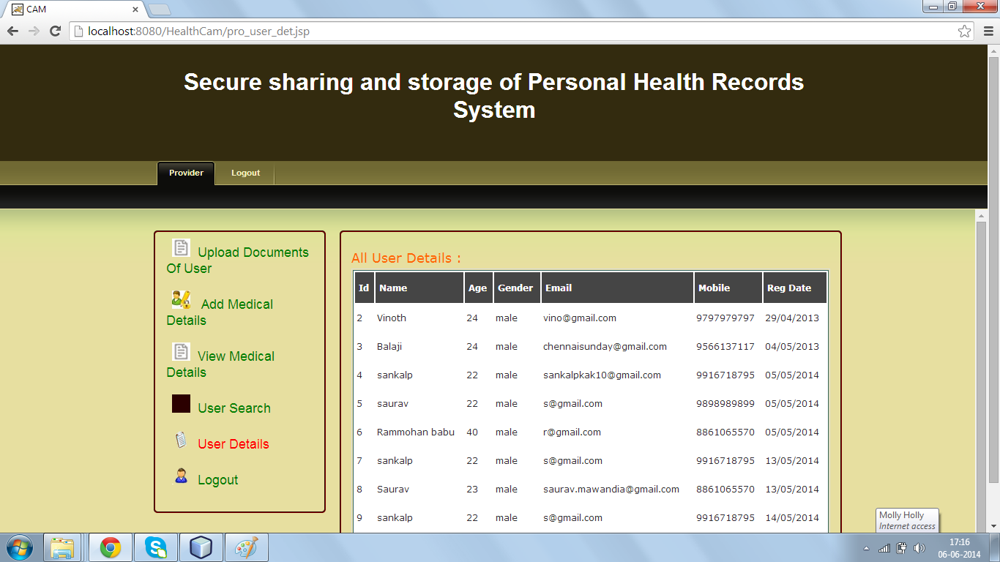 CAM
localhost:8080/HealthCam/pro_user_det.jsp
Secure sharing and storage of Personal Health Records
System
Provider Logout
Upload Documents
Of User
Add Medical
Details
View Medical
Details
User Search
User Details
Logout
All User Details :
Id Name Age Gender Email Mobile Reg Date
2 Vinoth 24 male vino@gmail.com 9797979797 29/04/2013
3 Balaji 24 male chennaisunday@gmail.com 9566137117 04/05/2013
4 sankalp 22 male sankalpkak10@gmail.com 9916718795 05/05/2014
5 saurav 22 male s@gmail.com 9898989899 05/05/2014
6 Rammohan babu 40 male r@gmail.com 8861065570 05/05/2014
7 sankalp 22 male s@gmail.com 9916718795 13/05/2014
8 Saurav 23 male saurav.mawandia@gmail.com 8861065570 13/05/2014
9 sankalp 22 male s@gmail.com 9916718795 14/05/2014
Molly Holly
Internet access
17:16
06-06-2014